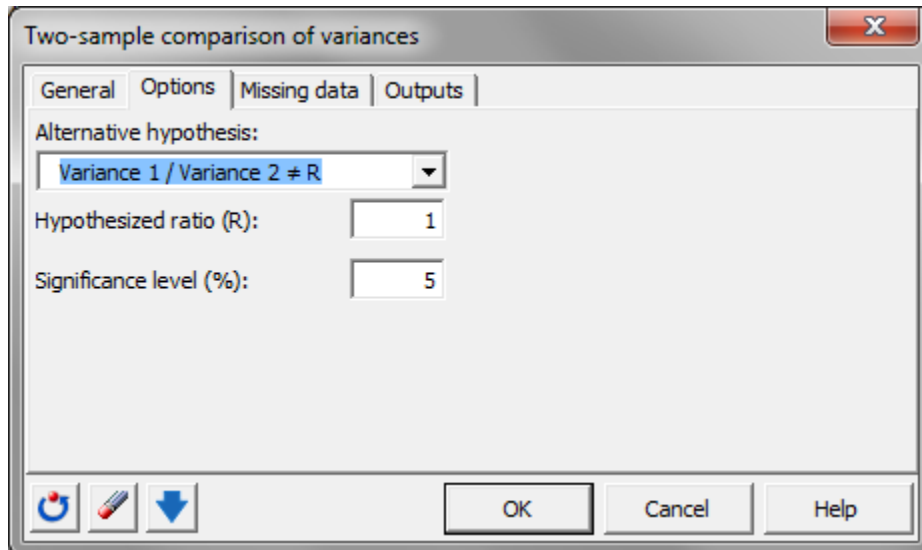 Two-sample comparison of variances
General Options Missing data Outputs
Alternative hypothesis:
Variance 1 / Variance 2 ≠ R
Hypothesized ratio (R): 1
Significance level (%): 5
OK Cancel Help